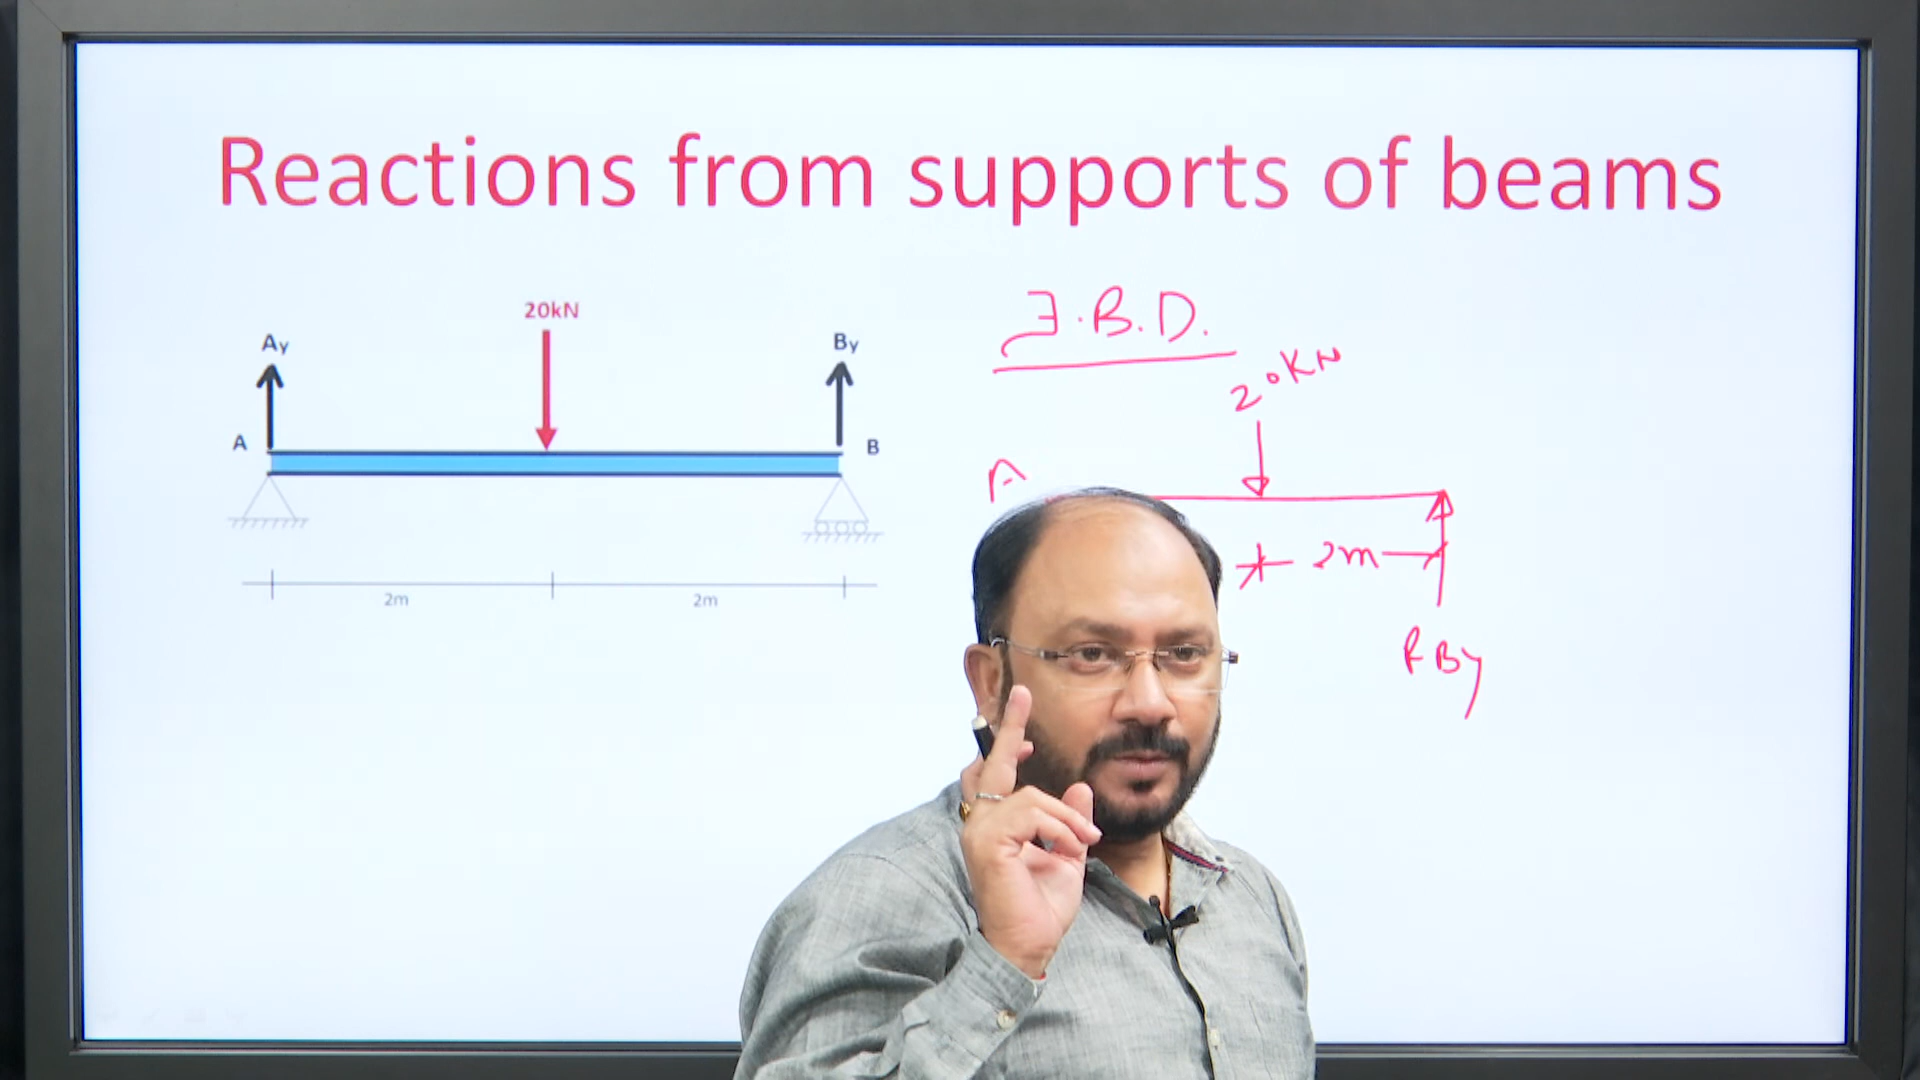 Reactions from supports of beams
20kN
Ay
By
A
B
2m
2m
F.B.D.
20KN
A
2m
RBy